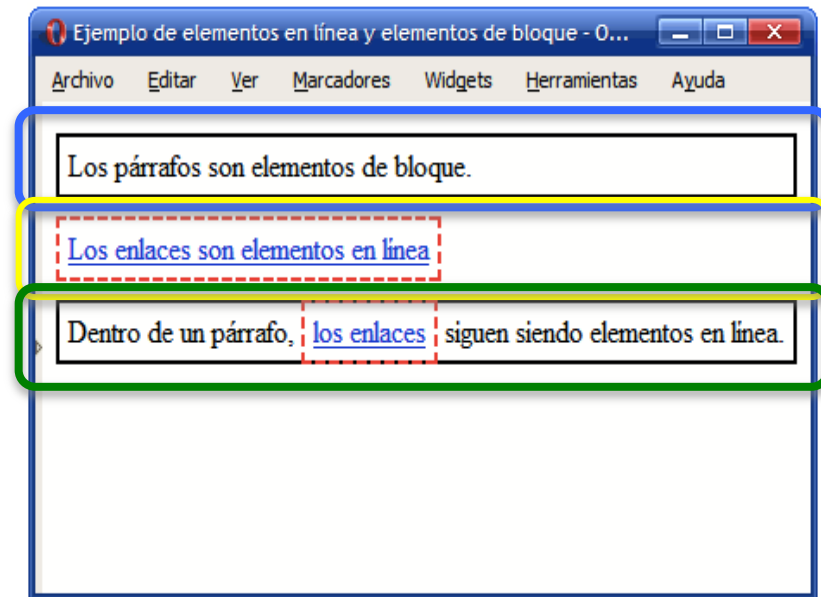 Ejemplo de elementos en línea y elementos de bloque - O...
Archivo Editar Ver Marcadores Widgets Herramientas Ayuda
Los párrafos son elementos de bloque.
Los enlaces son elementos en línea
Dentro de un párrafo, los enlaces siguen siendo elementos en línea.